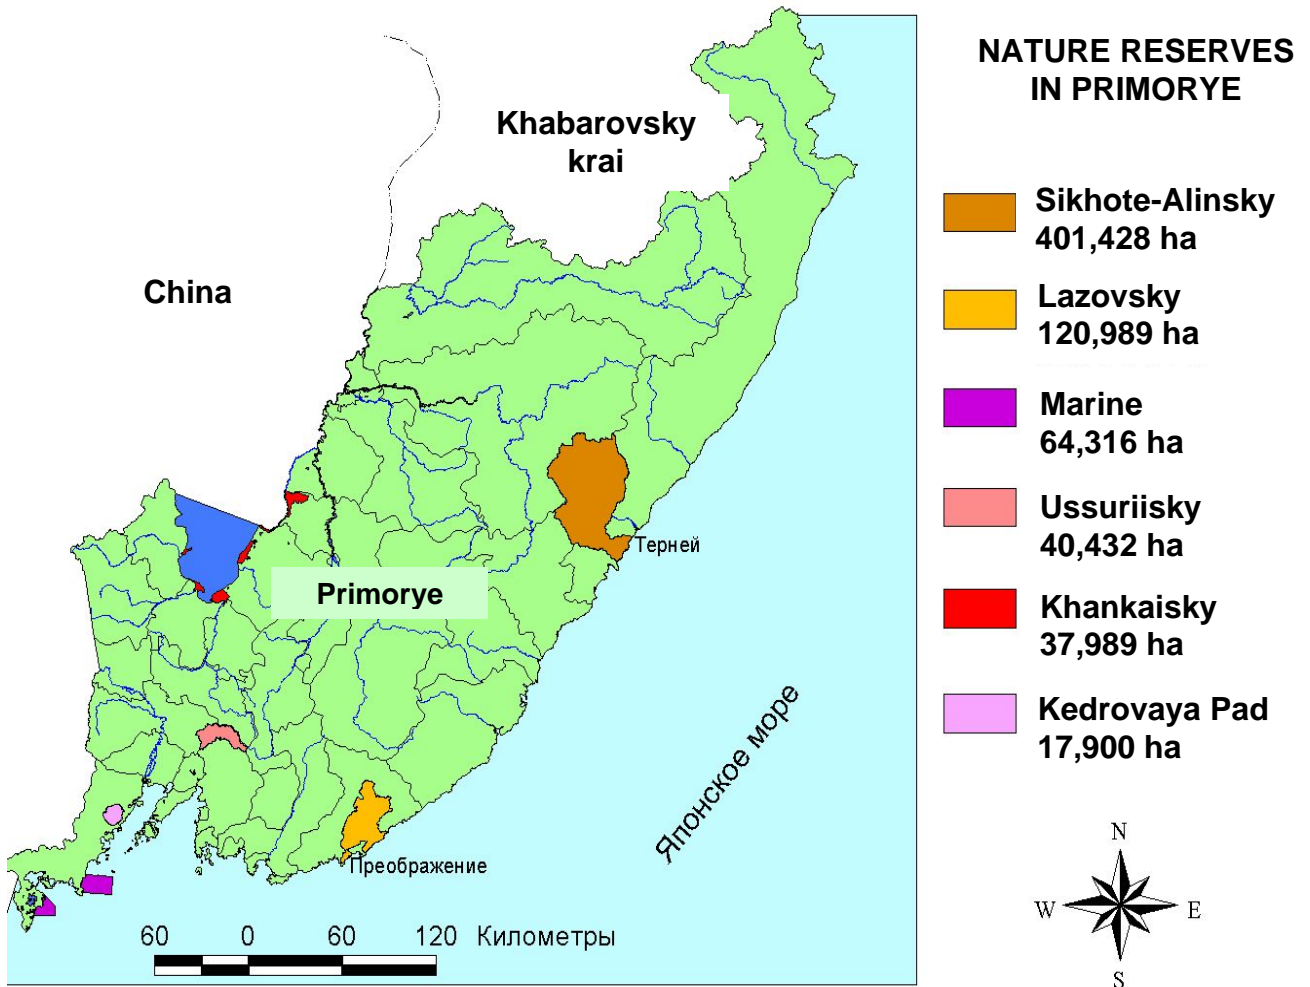 NATURE RESERVES
IN PRIMORYE
Khabarovsky
krai
China
Primorye
Терней
Преображение
Японское море
Sikhote-Alinsky
401,428 ha
Lazovsky
120,989 ha
Marine
64,316 ha
Ussuriisky
40,432 ha
Khankaisky
37,989 ha
Kedrovaya Pad
17,900 ha
60 0 60 120 Километры
N
W E
S